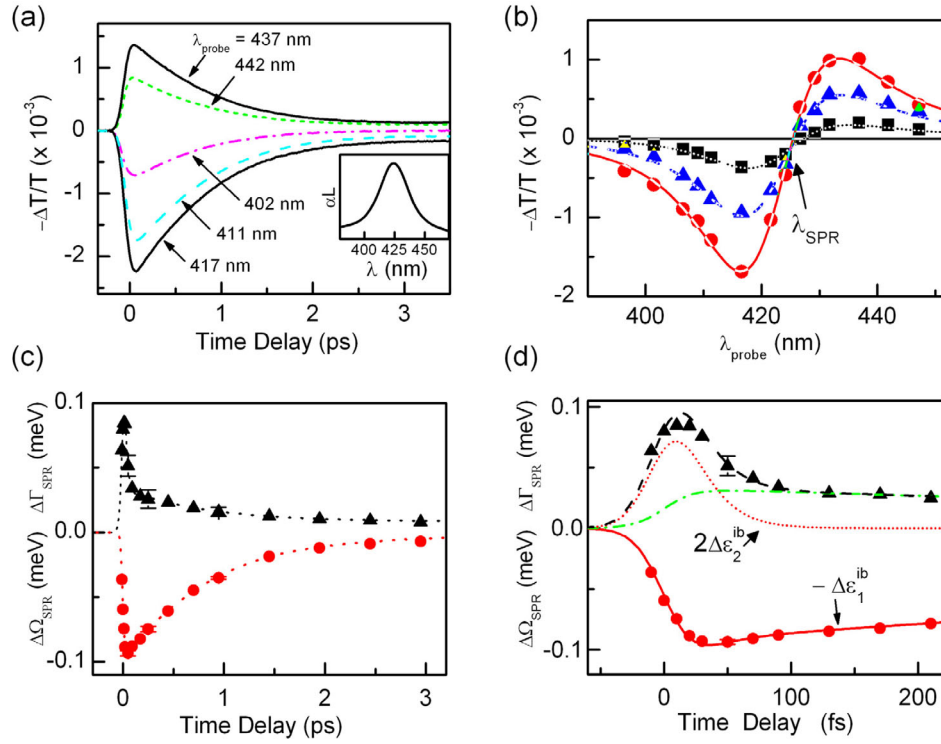 (a)
-ΔT/T (x 10⁻³)
1
0
-1
-2
λprobe = 437 nm
442 nm
402 nm
411 nm
417 nm
αL
400 425 450
λ (nm)
0 1 2 3
Time Delay (ps)
(b)
-ΔT/T (x 10⁻³)
1
0
-1
-2
λSPR
400 420 440
λprobe (nm)
(c)
ΔΩSPR (meV) ΔΓSPR (meV)
0.1
0.0
-0.1
0 1 2 3
Time Delay (ps)
(d)
ΔΩSPR (meV) ΔΓSPR (meV)
0.1
0.0
-0.1
2Δε₂ⁱᵇ
- Δε₁ⁱᵇ
0 100 200
Time Delay (fs)